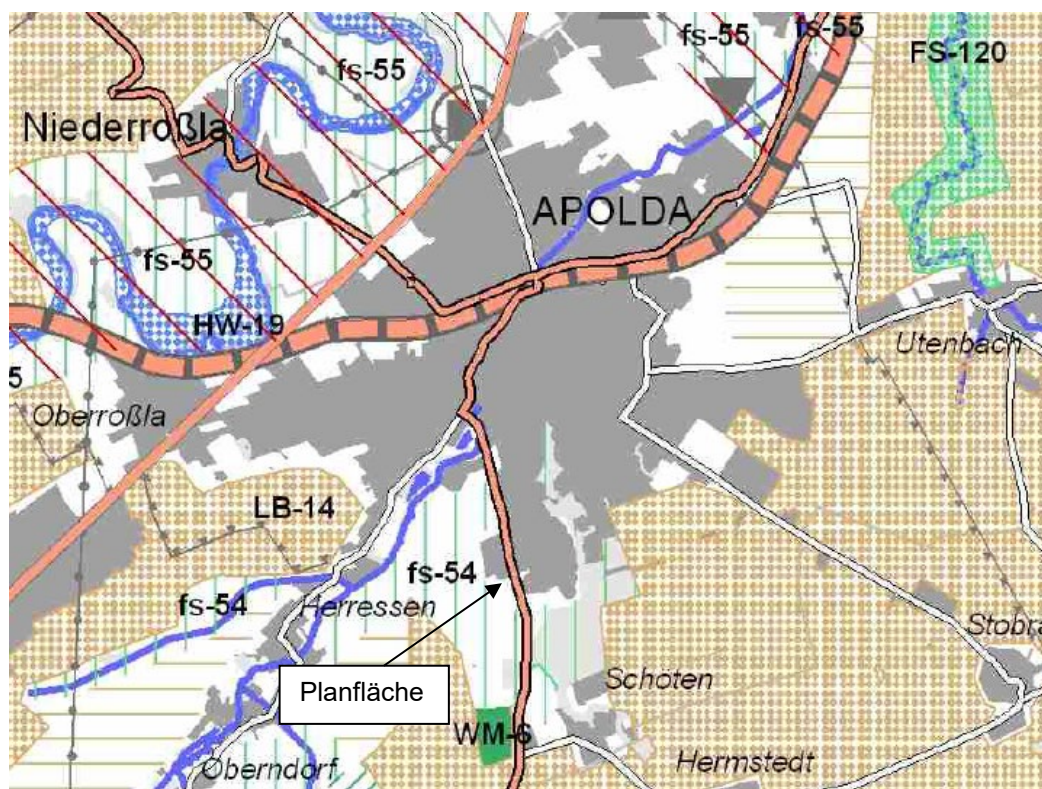 fs-55
fs-55
fs-55
FS-120
Niederroßla
APOLDA
fs-55
HW-19
Utenbach
5
Oberroßla
LB-14
fs-54
fs-54
Herressen
Stobra
Planfläche
Schöten
WM-6
Oberndorf
Hermstedt